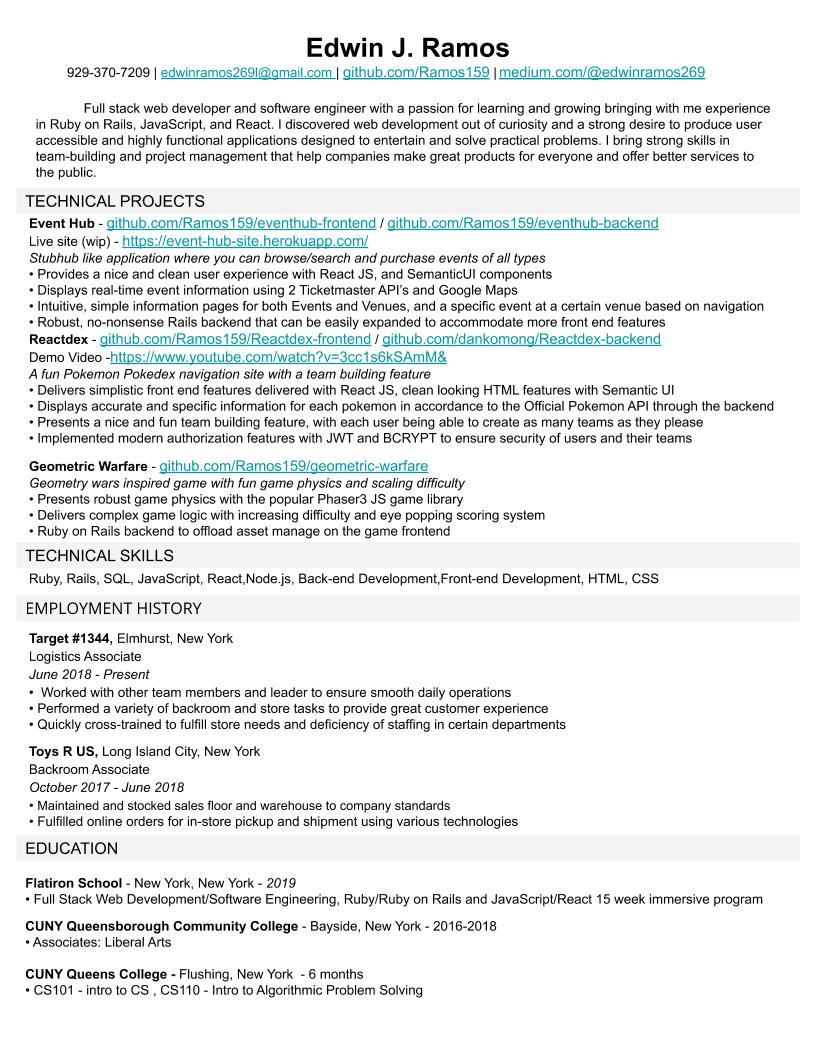 Edwin J. Ramos
929-370-7209 | edwinramos269l@gmail.com | github.com/Ramos159 | medium.com/@edwinramos269
Full stack web developer and software engineer with a passion for learning and growing bringing with me experience
in Ruby on Rails, JavaScript, and React. I discovered web development out of curiosity and a strong desire to produce user
accessible and highly functional applications designed to entertain and solve practical problems. I bring strong skills in
team-building and project management that help companies make great products for everyone and offer better services to
the public.
TECHNICAL PROJECTS
Event Hub - github.com/Ramos159/eventhub-frontend / github.com/Ramos159/eventhub-backend
Live site (wip) - https://event-hub-site.herokuapp.com/
Stubhub like application where you can browse/search and purchase events of all types
• Provides a nice and clean user experience with React JS, and SemanticUI components
• Displays real-time event information using 2 Ticketmaster API's and Google Maps
• Intuitive, simple information pages for both Events and Venues, and a specific event at a certain venue based on navigation
• Robust, no-nonsense Rails backend that can be easily expanded to accommodate more front end features
Reactdex - github.com/Ramos159/Reactdex-frontend / github.com/dankomong/Reactdex-backend
Demo Video -https://www.youtube.com/watch?v=3cc1s6kSAmM&
A fun Pokemon Pokedex navigation site with a team building feature
• Delivers simplistic front end features delivered with React JS, clean looking HTML features with Semantic UI
• Displays accurate and specific information for each pokemon in accordance to the Official Pokemon API through the backend
• Presents a nice and fun team building feature, with each user being able to create as many teams as they please
• Implemented modern authorization features with JWT and BCRYPT to ensure security of users and their teams
Geometric Warfare - github.com/Ramos159/geometric-warfare
Geometry wars inspired game with fun game physics and scaling difficulty
• Presents robust game physics with the popular Phaser3 JS game library
• Delivers complex game logic with increasing difficulty and eye popping scoring system
• Ruby on Rails backend to offload asset manage on the game frontend
TECHNICAL SKILLS
Ruby, Rails, SQL, JavaScript, React,Node.js, Back-end Development,Front-end Development, HTML, CSS
EMPLOYMENT HISTORY
Target #1344, Elmhurst, New York
Logistics Associate
June 2018 - Present
• Worked with other team members and leader to ensure smooth daily operations
• Performed a variety of backroom and store tasks to provide great customer experience
• Quickly cross-trained to fulfill store needs and deficiency of staffing in certain departments
Toys R US, Long Island City, New York
Backroom Associate
October 2017 - June 2018
• Maintained and stocked sales floor and warehouse to company standards
• Fulfilled online orders for in-store pickup and shipment using various technologies
EDUCATION
Flatiron School - New York, New York - 2019
• Full Stack Web Development/Software Engineering, Ruby/Ruby on Rails and JavaScript/React 15 week immersive program
CUNY Queensborough Community College - Bayside, New York - 2016-2018
• Associates: Liberal Arts
CUNY Queens College - Flushing, New York - 6 months
• CS101 - intro to CS , CS110 - Intro to Algorithmic Problem Solving